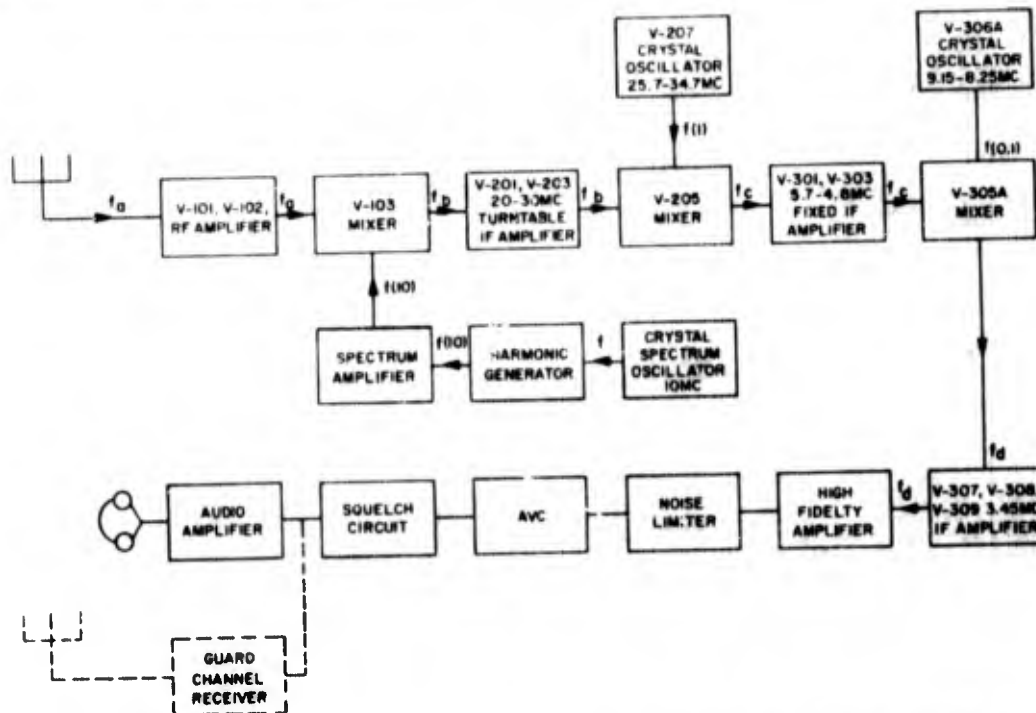 V-207
CRYSTAL
OSCILLATOR
25.7-34.7MC
V-306A
CRYSTAL
OSCILLATOR
9.15-8.25MC
f(1)
f(0,1)
fa
V-101, V-102,
RF AMPLIFIER
fa
V-103
MIXER
fb
V-201, V-203
20-30MC
TURMTABLE
IF AMPLIFIER
fb
V-205
MIXER
fc
V-301, V-303
5.7-4.8MC
FIXED IF
AMPLIFIER
fc
V-305A
MIXER
f(10)
SPECTRUM
AMPLIFIER
f(10)
HARMONIC
GENERATOR
f
CRYSTAL
SPECTRUM
OSCILLATOR
10MC
fd
AUDIO
AMPLIFIER
SQUELCH
CIRCUIT
AVC
NOISE
LIMITER
HIGH
FIDELTY
AMPLIFIER
fd
V-307, V-308
V-309 3.45MC
IF AMPLIFIER
GUARD
CHANNEL
RECEIVER